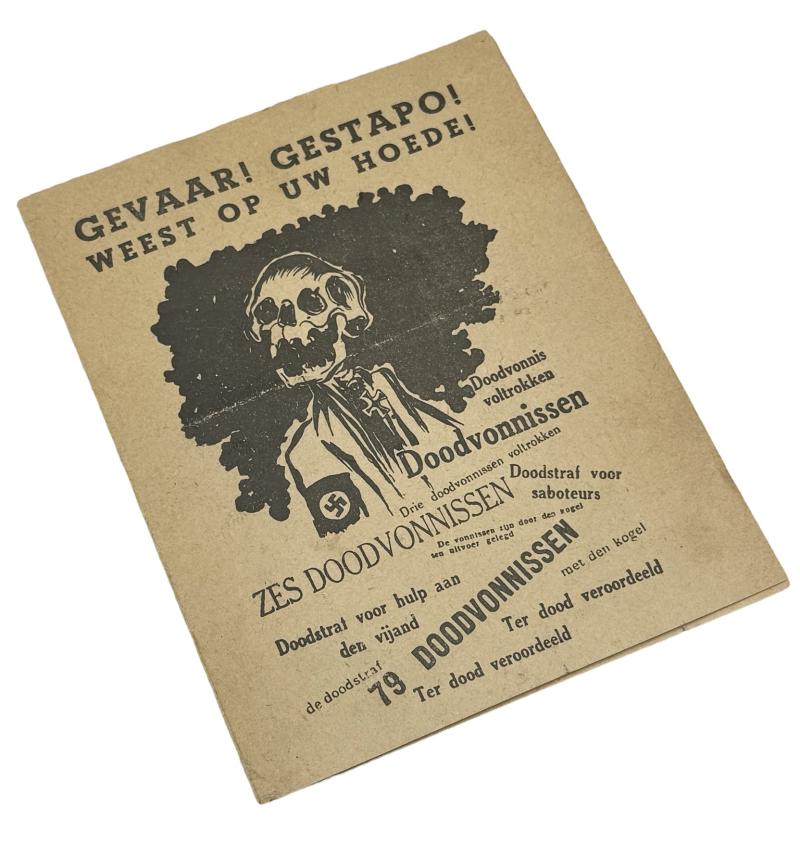 GEVAAR! GESTAPO!
WEEST OP UW HOEDE!
Doodvonnis
voltrokken
Doodvonnissen
Drie doodvonnissen voltrokken
ZES DOODVONNISSEN
Doodstraf voor
saboteurs
De vonnissen zijn door den kogel
ten uitvoer gelegd
Doodstraf voor hulp aan
den vijand
79 DOODVONNISSEN
met den kogel
Ter dood veroordeeld
de doodstraf
Ter dood veroordeeld